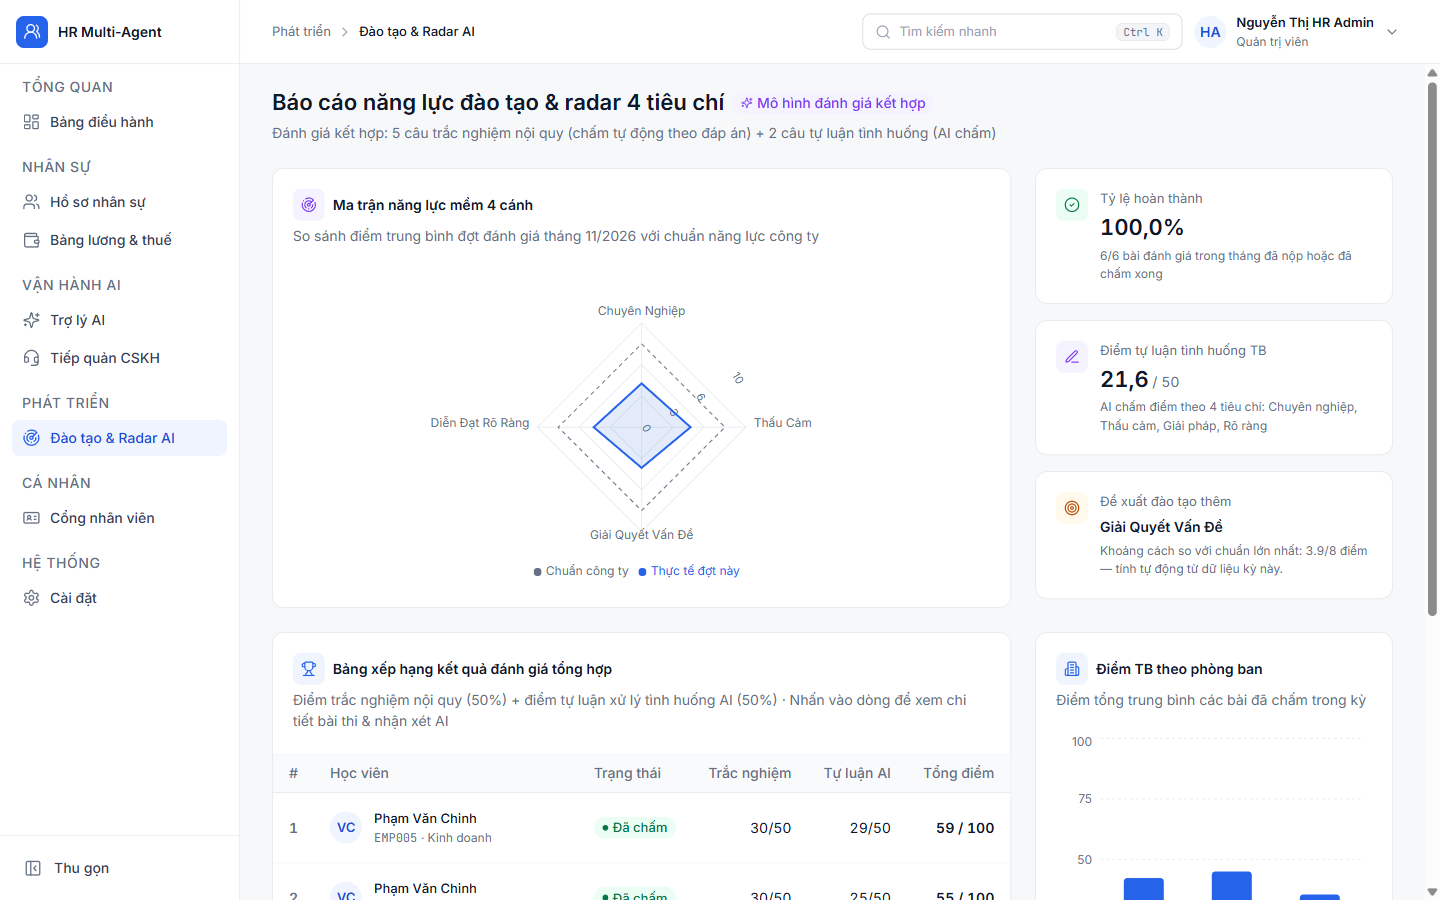 HR Multi-Agent
Phát triển > Đào tạo & Radar AI
Tìm kiếm nhanh
Ctrl K
HA
Nguyễn Thị HR Admin
Quản trị viên
TỔNG QUAN
Bảng điều hành
NHÂN SỰ
Hồ sơ nhân sự
Bảng lương & thuế
VẬN HÀNH AI
Trợ lý AI
Tiếp quản CSKH
PHÁT TRIỂN
Đào tạo & Radar AI
CÁ NHÂN
Cổng nhân viên
HỆ THỐNG
Cài đặt
Thu gọn
Báo cáo năng lực đào tạo & radar 4 tiêu chí
Mô hình đánh giá kết hợp
Đánh giá kết hợp: 5 câu trắc nghiệm nội quy (chấm tự động theo đáp án) + 2 câu tự luận tình huống (AI chấm)
Ma trận năng lực mềm 4 cánh
So sánh điểm trung bình đợt đánh giá tháng 11/2026 với chuẩn năng lực công ty
Chuyên Nghiệp
10
6
3
0
Diễn Đạt Rõ Ràng
Thấu Cảm
Giải Quyết Vấn Đề
Chuẩn công ty
Thực tế đợt này
Tỷ lệ hoàn thành
100,0%
6/6 bài đánh giá trong tháng đã nộp hoặc đã
chấm xong
Điểm tự luận tình huống TB
21,6 / 50
AI chấm điểm theo 4 tiêu chí: Chuyên nghiệp,
Thấu cảm, Giải pháp, Rõ ràng
Đề xuất đào tạo thêm
Giải Quyết Vấn Đề
Khoảng cách so với chuẩn lớn nhất: 3.9/8 điểm
— tính tự động từ dữ liệu kỳ này.
Bảng xếp hạng kết quả đánh giá tổng hợp
Điểm trắc nghiệm nội quy (50%) + điểm tự luận xử lý tình huống AI (50%) · Nhấn vào dòng để xem chi
tiết bài thi & nhận xét AI
# Học viên Trạng thái Trắc nghiệm Tự luận AI Tổng điểm
1 VC Phạm Văn Chinh Đã chấm 30/50 29/50 59 / 100
EMP005 · Kinh doanh
2 VC Phạm Văn Chinh Đã chấm 30/50 25/50 55 / 100
Điểm TB theo phòng ban
Điểm tổng trung bình các bài đã chấm trong kỳ
100
75
50